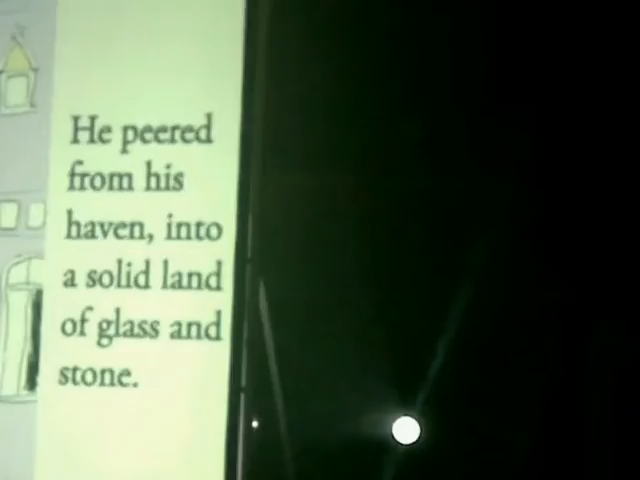 He peered
from his
haven, into
a solid land
of glass and
stone.